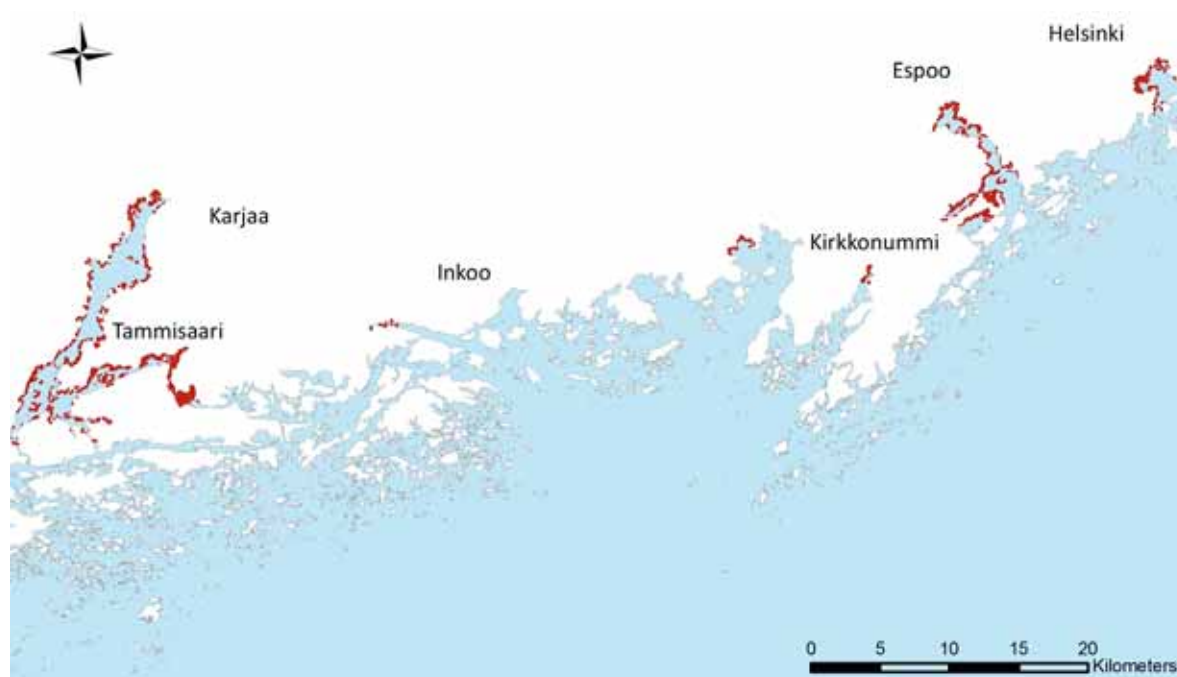 Helsinki
Espoo
Karjaa
Kirkkonummi
Inkoo
Tammisaari
0 5 10 15 20
Kilometers